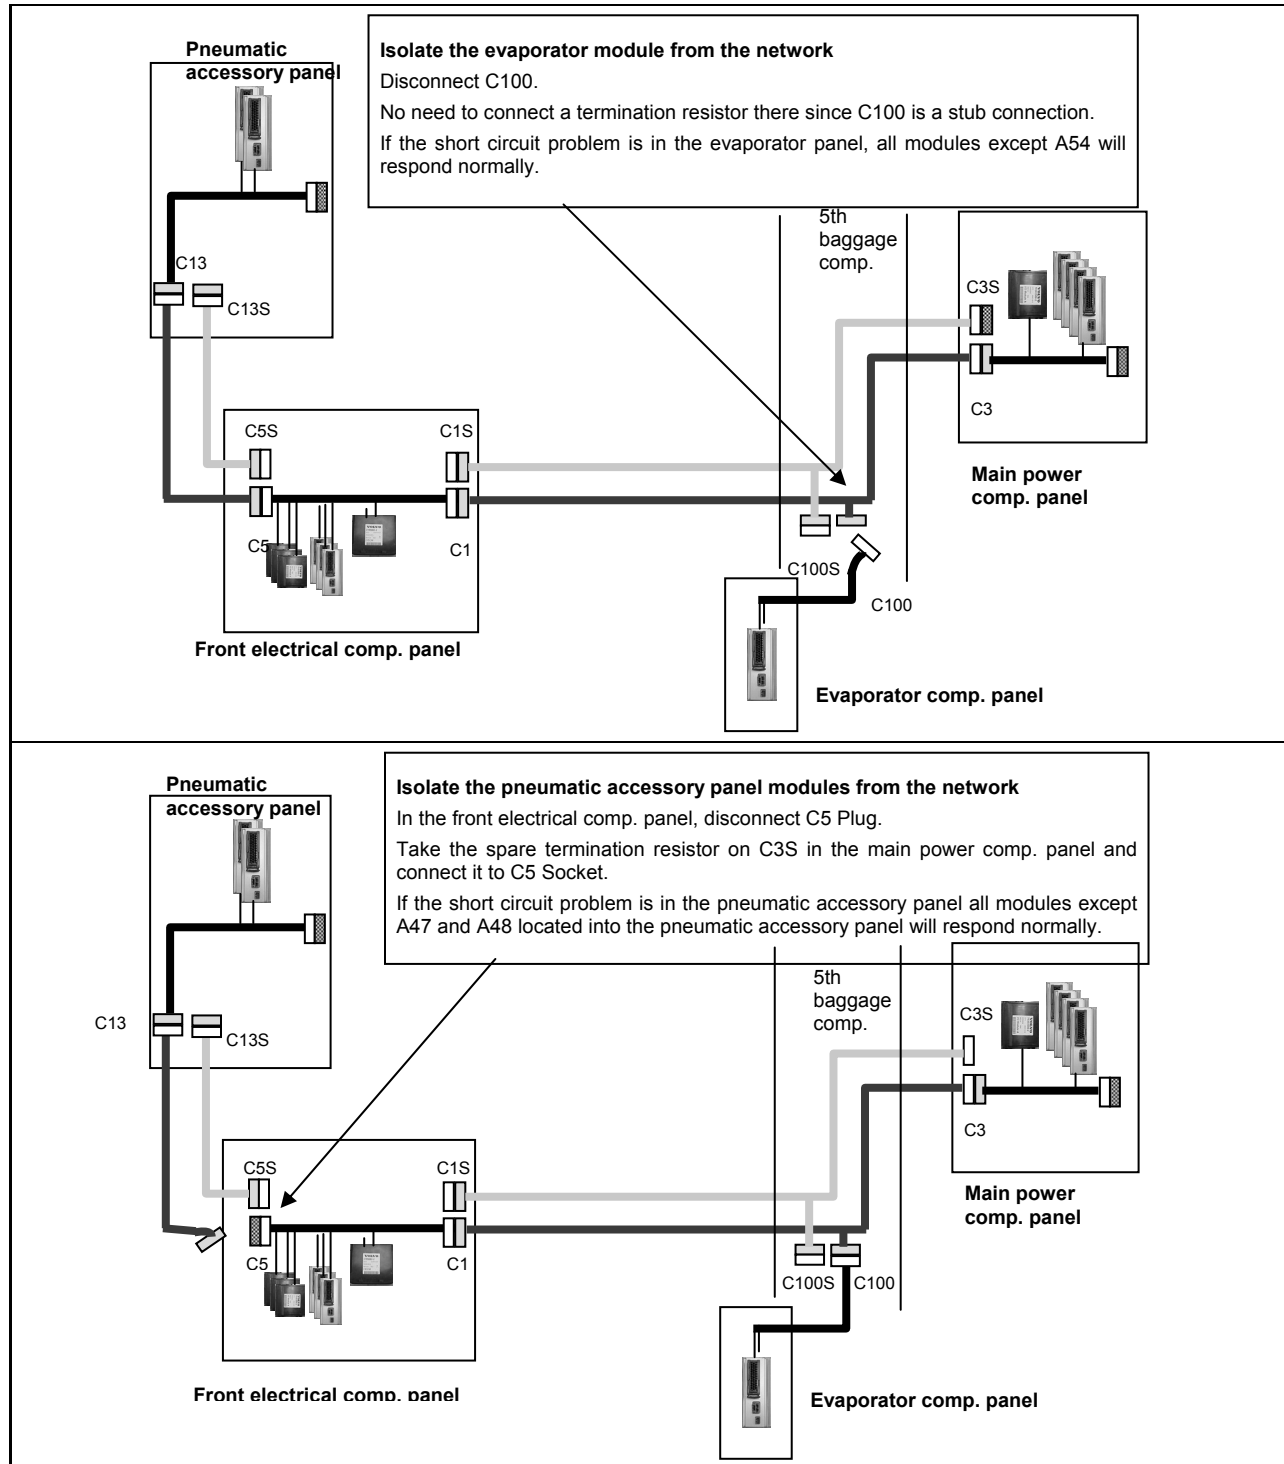 Pneumatic
accessory panel
Isolate the evaporator module from the network
Disconnect C100.
No need to connect a termination resistor there since C100 is a stub connection.
If the short circuit problem is in the evaporator panel, all modules except A54 will
respond normally.
5th
baggage
comp.
C13
C13S
C3S
C3
C5S
C1S
C5
C1
Main power
comp. panel
C100S
C100
Front electrical comp. panel
Evaporator comp. panel
Pneumatic
accessory panel
Isolate the pneumatic accessory panel modules from the network
In the front electrical comp. panel, disconnect C5 Plug.
Take the spare termination resistor on C3S in the main power comp. panel and
connect it to C5 Socket.
If the short circuit problem is in the pneumatic accessory panel all modules except
A47 and A48 located into the pneumatic accessory panel will respond normally.
5th
baggage
comp.
C13
C13S
C3S
C3
C5S
C1S
C5
C1
Main power
comp. panel
C100S
C100
Front electrical comp. panel
Evaporator comp. panel